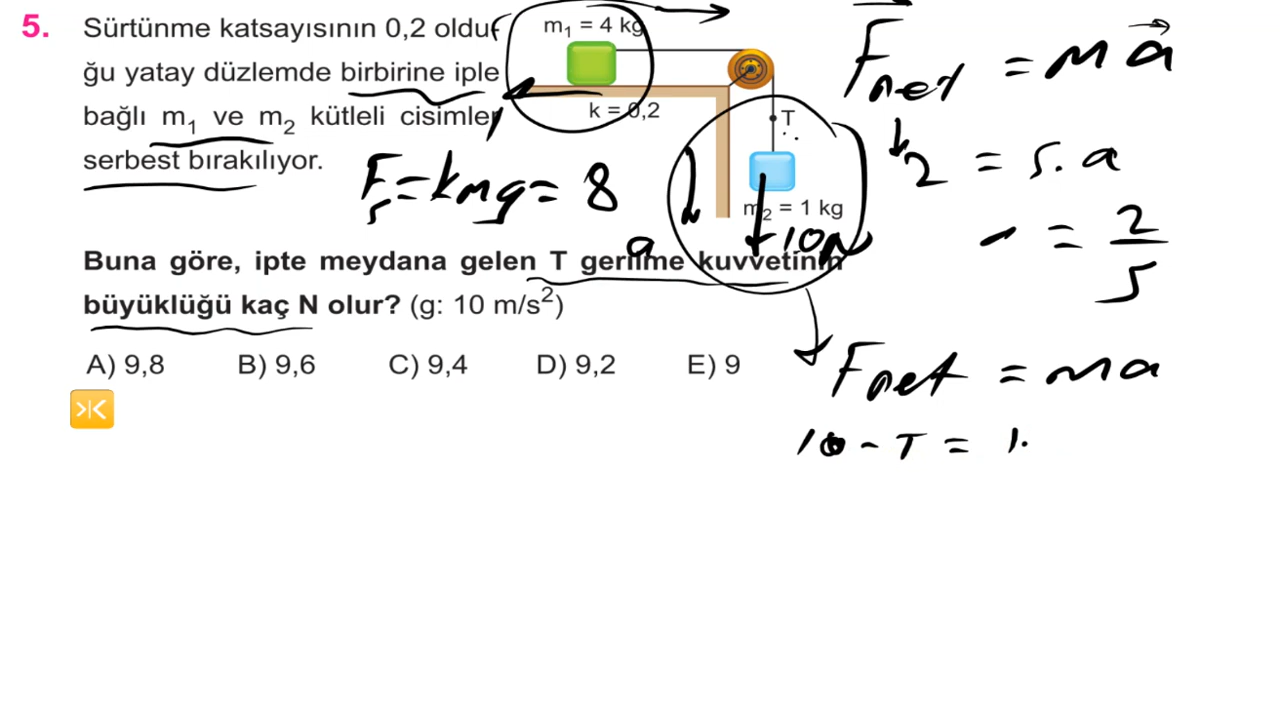 5. Sürtünme katsayısının 0,2 oldu-
ğu yatay düzlemde birbirine iple
bağlı m₁ ve m₂ kütleli cisimler
serbest bırakılıyor.
m₁ = 4 kg
k = 0,2
T
m₂ = 1 kg
Fs = kmg = 8
10N
a
Buna göre, ipte meydana gelen T gerilme kuvvetinin
büyüklüğü kaç N olur? (g: 10 m/s²)
A) 9,8 B) 9,6 C) 9,4 D) 9,2 E) 9
Fnet = ma
2 = 5.a
= 2/5
Fnet = ma
10 - T = 1.